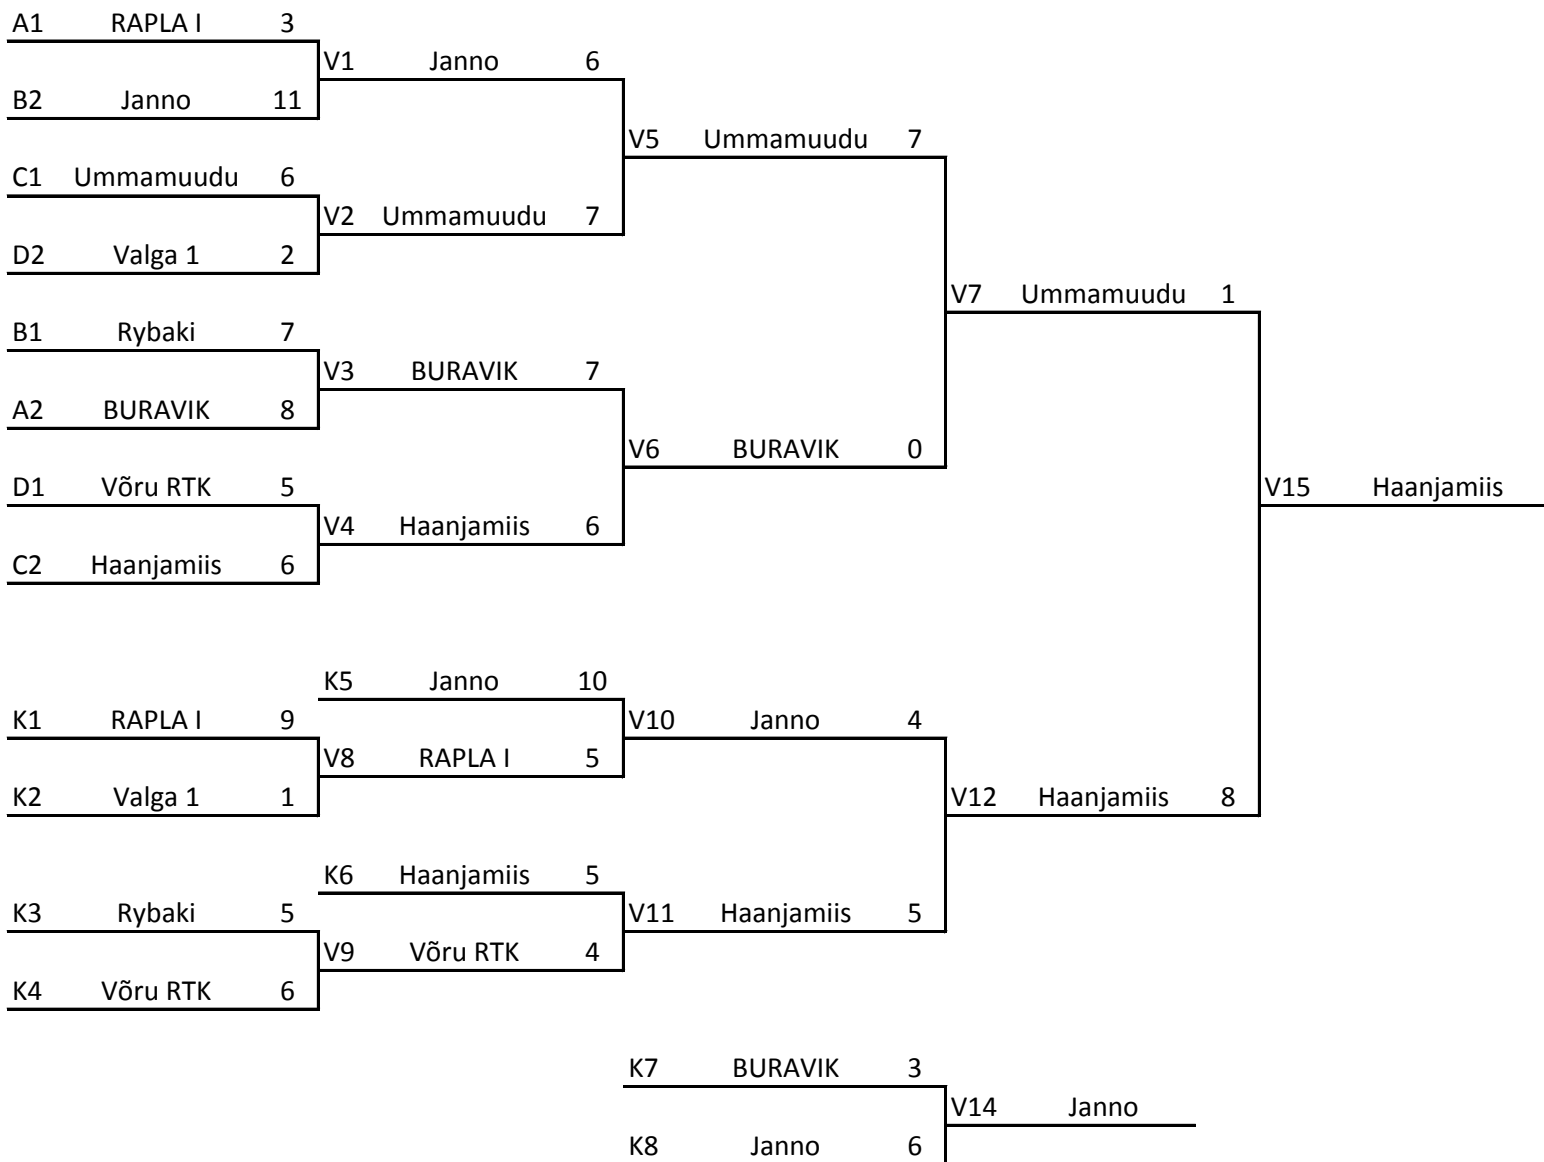 A1 RAPLA I 3
V1 Janno 6
B2 Janno 11
V5 Ummamuudu 7
C1 Ummamuudu 6
V2 Ummamuudu 7
D2 Valga 1 2
V7 Ummamuudu 1
B1 Rybaki 7
V3 BURAVIK 7
A2 BURAVIK 8
V6 BURAVIK 0
D1 Võru RTK 5
V15 Haanjamiis
V4 Haanjamiis 6
C2 Haanjamiis 6
K5 Janno 10
K1 RAPLA I 9
V10 Janno 4
V8 RAPLA I 5
K2 Valga 1 1
V12 Haanjamiis 8
K6 Haanjamiis 5
K3 Rybaki 5
V11 Haanjamiis 5
V9 Võru RTK 4
K4 Võru RTK 6
K7 BURAVIK 3
V14 Janno
K8 Janno 6